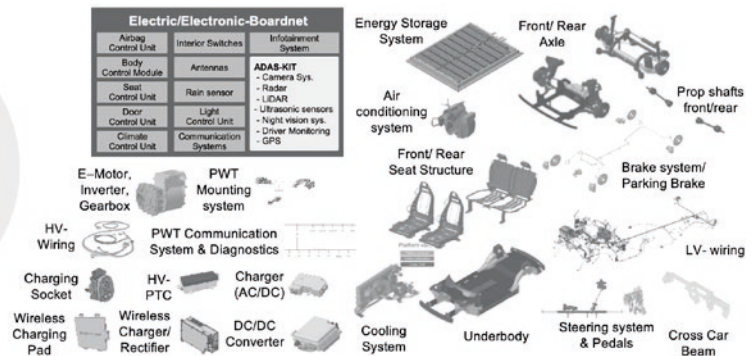 Electric/Electronic-Boardnet
Airbag
Control Unit
Interior Switches
Infotainment
System
Body
Control Module
Antennas
ADAS-KIT
- Camera Sys.
- Radar
- LiDAR
- Ultrasonic sensors
- Night vision sys.
- Driver Monitoring
- GPS
Seat
Control Unit
Rain sensor
Door
Control Unit
Light
Control Unit
Climate
Control Unit
Communication
Systems
Energy Storage
System
Front/ Rear
Axle
Prop shafts
front/rear
Air
conditioning
system
Front/ Rear
Seat Structure
Brake system/
Parking Brake
E–Motor,
Inverter,
Gearbox
PWT
Mounting
system
HV-
Wiring
PWT Communication
System & Diagnostics
LV- wiring
Charging
Socket
HV-
PTC
Charger
(AC/DC)
Wireless
Charging
Pad
Wireless
Charger/
Rectifier
DC/DC
Converter
Cooling
System
Underbody
Steering system
& Pedals
Cross Car
Beam